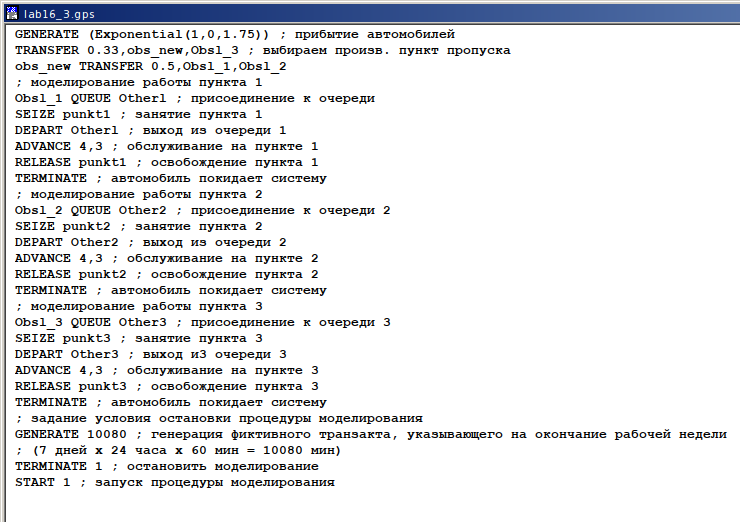 lab16_3.gps
GENERATE (Exponential(1,0,1.75)) ; прибытие автомобилей
TRANSFER 0.33,obs_new,Obsl_3 ; выбираем произв. пункт пропуска
obs_new TRANSFER 0.5,Obsl_1,Obsl_2
; моделирование работы пункта 1
Obsl_1 QUEUE Other1 ; присоединение к очереди
SEIZE punkt1 ; занятие пункта 1
DEPART Other1 ; выход из очереди 1
ADVANCE 4,3 ; обслуживание на пункте 1
RELEASE punkt1 ; освобождение пункта 1
TERMINATE ; автомобиль покидает систему
; моделирование работы пункта 2
Obsl_2 QUEUE Other2 ; присоединение к очереди 2
SEIZE punkt2 ; занятие пункта 2
DEPART Other2 ; выход из очереди 2
ADVANCE 4,3 ; обслуживание на пункте 2
RELEASE punkt2 ; освобождение пункта 2
TERMINATE ; автомобиль покидает систему
; моделирование работы пункта 3
Obsl_3 QUEUE Other3 ; присоединение к очереди 3
SEIZE punkt3 ; занятие пункта 3
DEPART Other3 ; выход и3 очереди 3
ADVANCE 4,3 ; обслуживание на пункте 3
RELEASE punkt3 ; освобождение пункта 3
TERMINATE ; автомобиль покидает систему
; задание условия остановки процедуры моделирования
GENERATE 10080 ; генерация фиктивного транзакта, указывающего на окончание рабочей недели
; (7 дней x 24 часа x 60 мин = 10080 мин)
TERMINATE 1 ; остановить моделирование
START 1 ; запуск процедуры моделирования